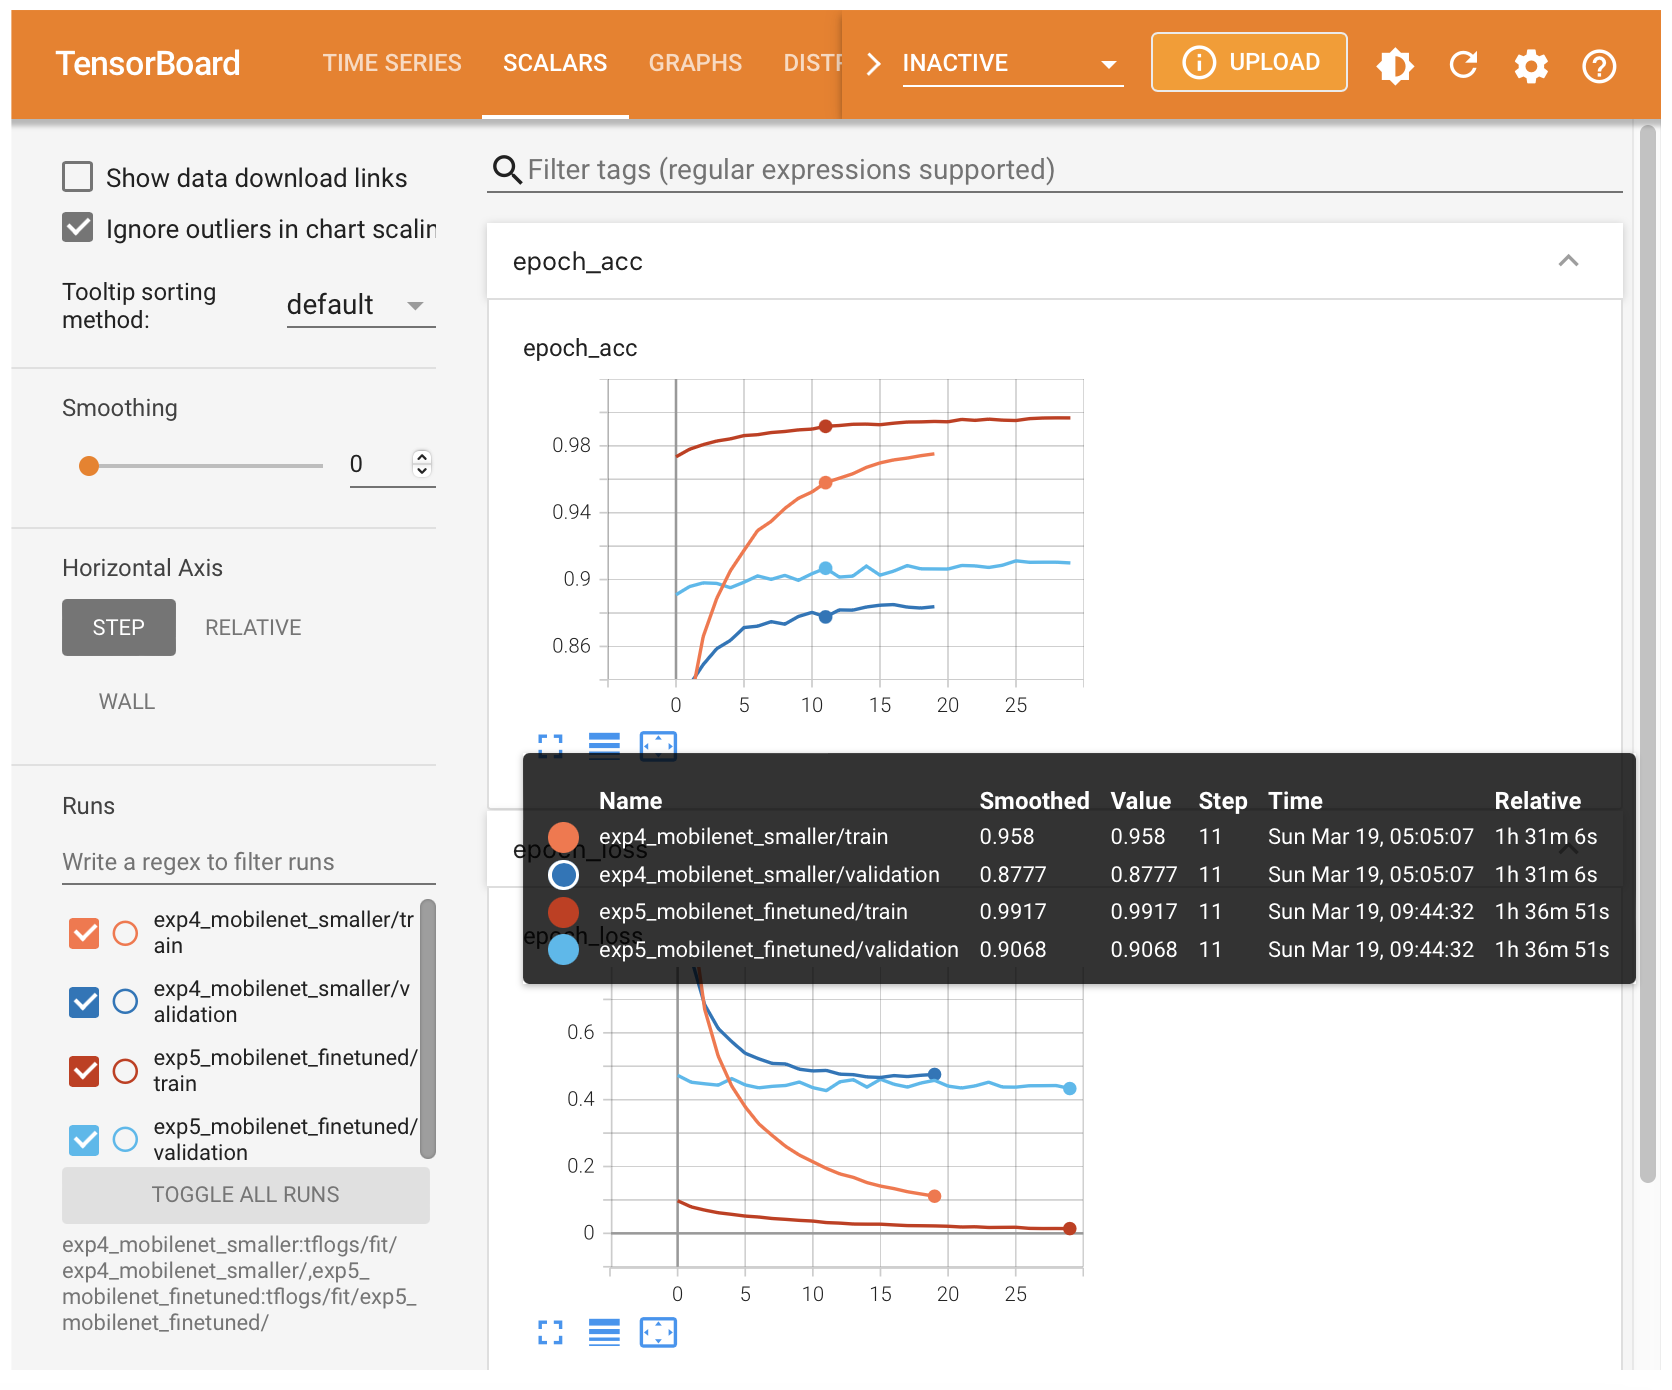 TensorBoard
TIME SERIES
SCALARS
GRAPHS
DISTR
INACTIVE
UPLOAD
Show data download links
Ignore outliers in chart scalin
Tooltip sorting
method:
default
Smoothing
0
Horizontal Axis
STEP
RELATIVE
WALL
Runs
Write a regex to filter runs
exp4_mobilenet_smaller/tr
ain
exp4_mobilenet_smaller/v
alidation
exp5_mobilenet_finetuned/
train
exp5_mobilenet_finetuned/
validation
TOGGLE ALL RUNS
exp4_mobilenet_smaller:tflogs/fit/
exp4_mobilenet_smaller/,exp5_
mobilenet_finetuned:tflogs/fit/exp5_
mobilenet_finetuned/
Filter tags (regular expressions supported)
epoch_acc
epoch_acc
0.98
0.94
0.9
0.86
0 5 10 15 20 25
Name Smoothed Value Step Time Relative
exp4_mobilenet_smaller/train 0.958 0.958 11 Sun Mar 19, 05:05:07 1h 31m 6s
epoch_loss
exp4_mobilenet_smaller/validation 0.8777 0.8777 11 Sun Mar 19, 05:05:07 1h 31m 6s
exp5_mobilenet_finetuned/train 0.9917 0.9917 11 Sun Mar 19, 09:44:32 1h 36m 51s
epoch_loss
exp5_mobilenet_finetuned/validation 0.9068 0.9068 11 Sun Mar 19, 09:44:32 1h 36m 51s
0.6
0.4
0.2
0
0 5 10 15 20 25